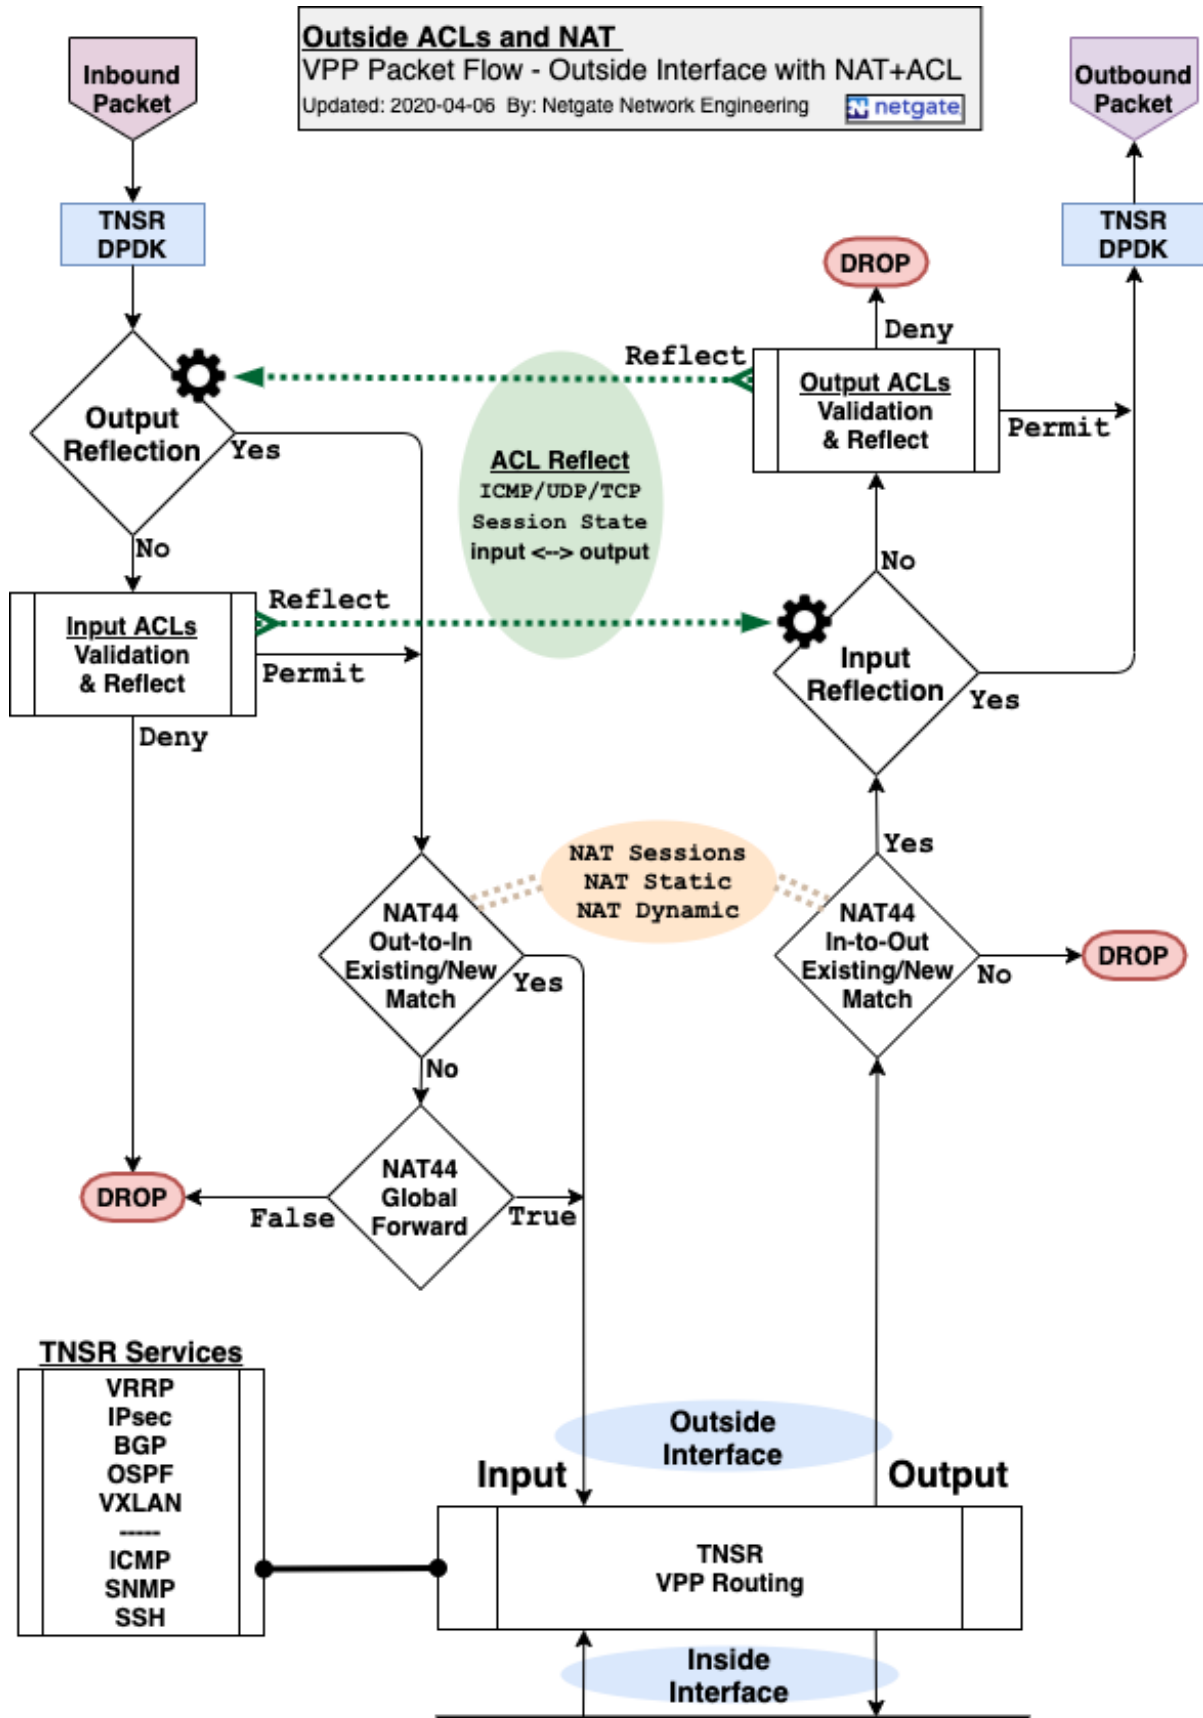 Outside ACLs and NAT
VPP Packet Flow - Outside Interface with NAT+ACL
Updated: 2020-04-06 By: Netgate Network Engineering
netgate
Inbound
Packet
Outbound
Packet
TNSR
DPDK
TNSR
DPDK
DROP
Deny
Reflect
Output ACLs
Validation
& Reflect
Permit
Output
Reflection
Yes
No
ACL Reflect
ICMP/UDP/TCP
Session State
input <--> output
No
Reflect
Input ACLs
Validation
& Reflect
Permit
Deny
Input
Reflection
Yes
Yes
NAT Sessions
NAT Static
NAT Dynamic
NAT44
Out-to-In
Existing/New
Match
Yes
No
NAT44
In-to-Out
Existing/New
Match
No
DROP
NAT44
Global
Forward
False
True
DROP
TNSR Services
VRRP
IPsec
BGP
OSPF
VXLAN
-----
ICMP
SNMP
SSH
Outside
Interface
Input
Output
TNSR
VPP Routing
Inside
Interface